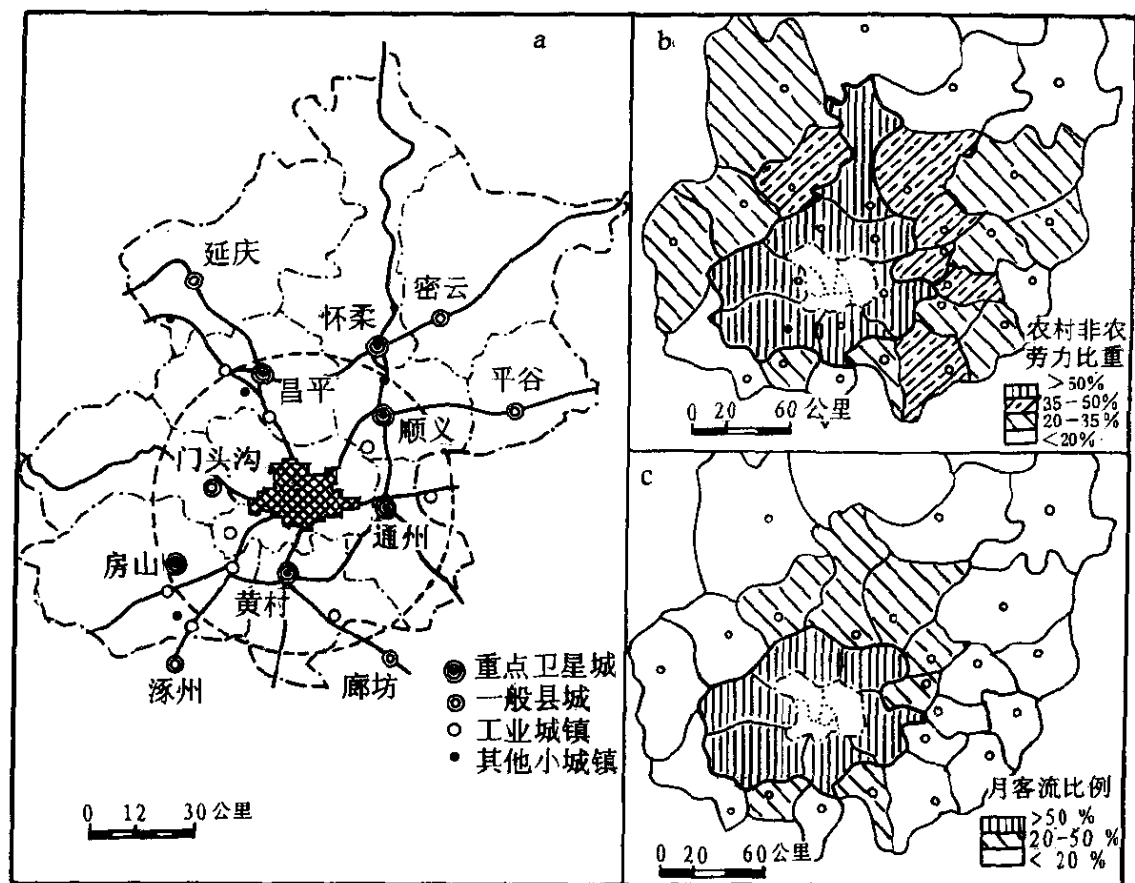 a
延庆
怀柔
密云
昌平
平谷
顺义
门头沟
通州
房山
黄村
涿州
廊坊
重点卫星城
一般县城
工业城镇
其他小城镇
0 12 30 公里
b
农村非农
劳力比重
>50%
35-50%
20-35%
<20%
0 20 60 公里
c
月客流比例
>50 %
20-50 %
< 20 %
0 20 60 公里